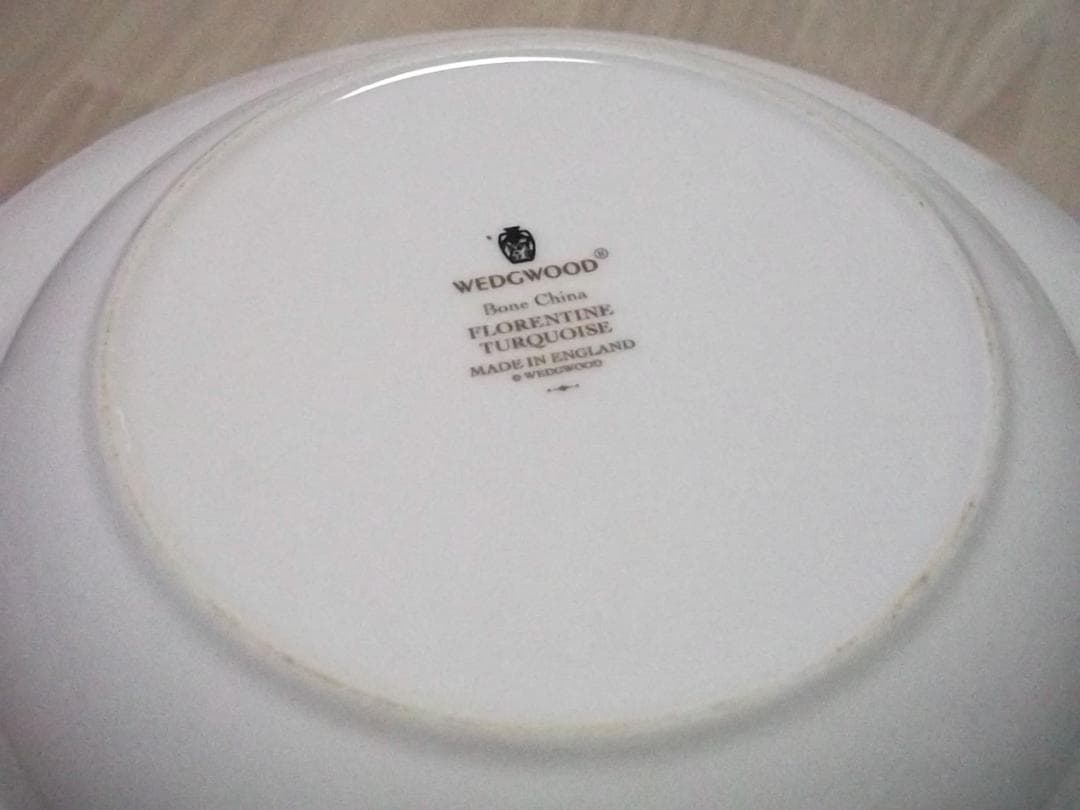 WEDGWOOD®
Bone China
FLORENTINE
TURQUOISE
MADE IN ENGLAND
© WEDGWOOD